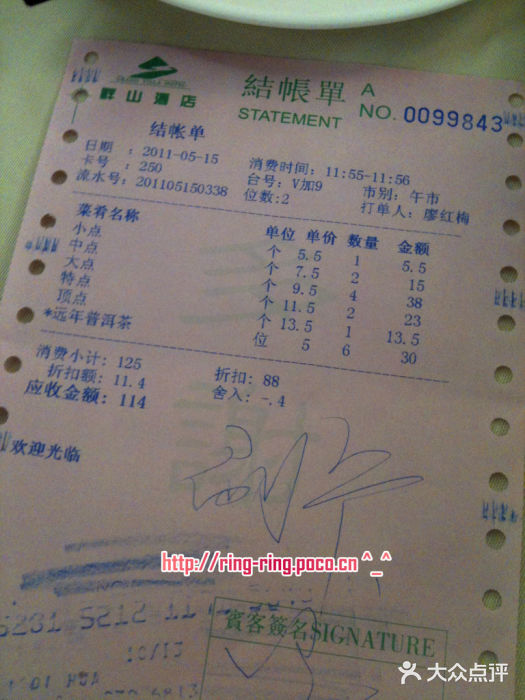 畔山酒店
結帳單 A
STATEMENT NO. 0099843
结帐单
日期 : 2011-05-15 消费时间: 11:55-11:56
卡号 : 250 台号: V加9 市别: 午市
流水号: 201105150338 位数: 2 打单人: 廖红梅
菜肴名称 单位 单价 数量 金额
小点 个 5.5 1 5.5
中点 个 7.5 2 15
大点 个 9.5 4 38
特点 个 11.5 2 23
顶点 个 13.5 1 13.5
*远年普洱茶 位 5 6 30
消费小计: 125 折扣: 88
折扣额: 11.4 舍入: -.4
应收金额: 114
欢迎光临
http://ring-ring.poco.cn ^_^
賓客簽名SIGNATURE
大众点评